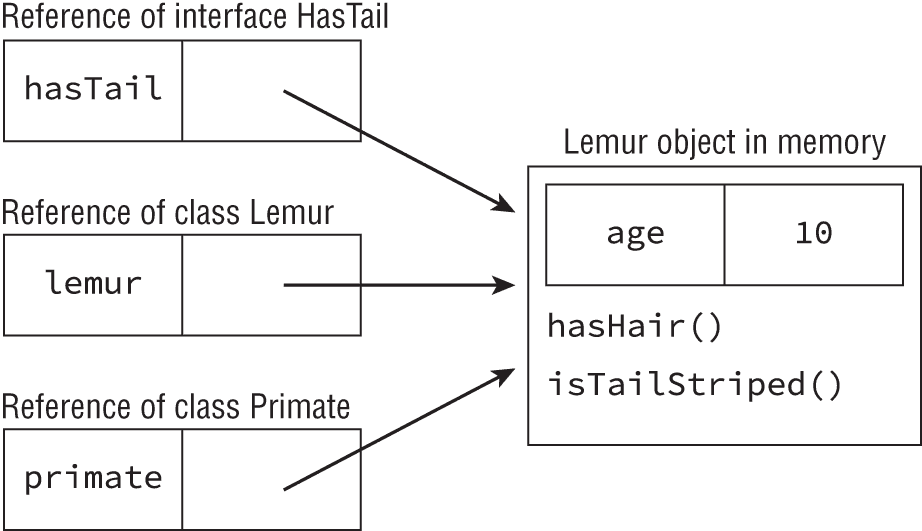 Reference of interface HasTail
hasTail
Lemur object in memory
age 10
Reference of class Lemur
lemur
hasHair()
isTailStriped()
Reference of class Primate
primate